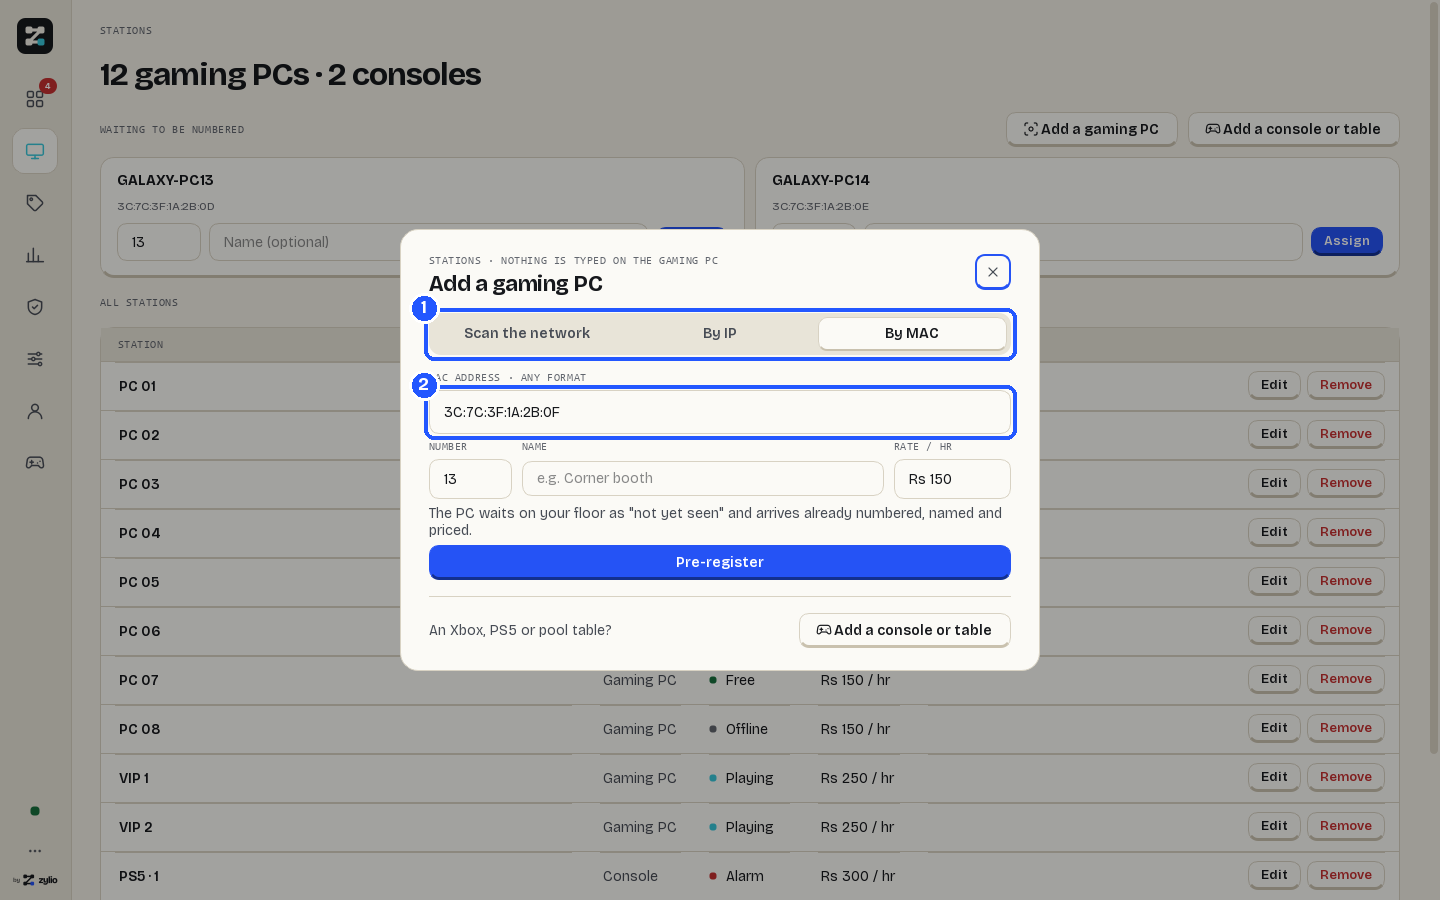 STATIONS
12 gaming PCs · 2 consoles
4
WAITING TO BE NUMBERED
Add a gaming PC
Add a console or table
GALAXY-PC13
3C:7C:3F:1A:2B:0D
13
Name (optional)
GALAXY-PC14
3C:7C:3F:1A:2B:0E
Assign
ALL STATIONS
STATION
STATIONS · NOTHING IS TYPED ON THE GAMING PC
Add a gaming PC
1
Scan the network
By IP
By MAC
2
AC ADDRESS · ANY FORMAT
3C:7C:3F:1A:2B:0F
NUMBER
NAME
RATE / HR
13
e.g. Corner booth
Rs 150
The PC waits on your floor as "not yet seen" and arrives already numbered, named and
priced.
Pre-register
An Xbox, PS5 or pool table?
Add a console or table
PC 01
Edit
Remove
PC 02
Edit
Remove
PC 03
Edit
Remove
PC 04
Edit
Remove
PC 05
Edit
Remove
PC 06
Edit
Remove
PC 07
Gaming PC
Free
Rs 150 / hr
Edit
Remove
PC 08
Gaming PC
Offline
Rs 150 / hr
Edit
Remove
VIP 1
Gaming PC
Playing
Rs 250 / hr
Edit
Remove
VIP 2
Gaming PC
Playing
Rs 250 / hr
Edit
Remove
PS5 · 1
Console
Alarm
Rs 300 / hr
Edit
Remove
by zylio